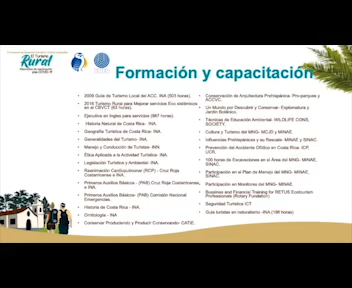 El Turismo
Rural
Formación y capacitación
2009 Guía de Turismo Local del ACC. INA (503 horas).
2016 Turismo Rural para Mejorar servicios Eco sistémicos
en el CBVCT (63 horas).
Ejecutivo en Ingles para servicios (667 horas).
Historia Natural de Costa Rica- INA.
Geografía Turística de Costa Rica- INA.
Generalidades del Turismo- INA.
Manejo y Conducción de Turistas- INA.
Ética Aplicada a la Actividad Turística - INA.
Legislación Turística y Ambiental - INA.
Reanimación Cardiopulmonar (RCP) - Cruz Roja
Costarricense e INA.
Primeros Auxilios Básicos - (PAB) Cruz Roja Costarricense,
e INA.
Primeros Auxilios Básicos- (PAB) Comisión Nacional
Emergencias.
Historia de Costa Rica - INA.
Ornitología - INA.
Conservar Produciendo y Producir Conservando- CATIE.
Conservación de Arquitectura Prehispánica- Pro-parques y
ACCVC.
Un Mundo por Descubrir y Conservar- Explorematura y
Jardín Botánico.
Técnicas de Educación Ambiental- WILDLIFE CONS.
SOCIETY.
Cultura y Turismo del MNG- MCJD y MINAE.
Influencias Prehispánicas y su Rescate- MINAE y SINAC.
Prevención del Accidente Ofídico en Costa Rica- ICP,
UCR.
100 horas de Excavaciones en el Área del MNG- MINAE,
SINAC.
Participación en el Plan de Manejo del MNG- MINAE,
SINAC.
Participación en Monitoreo del MNG- MINAE.
Business and Financing Training for RETUS Ecotourism
Professionals (Rotary Fundation)
Seguridad Turística ICT
Guía turistas en naturalismo -INA (198 horas)